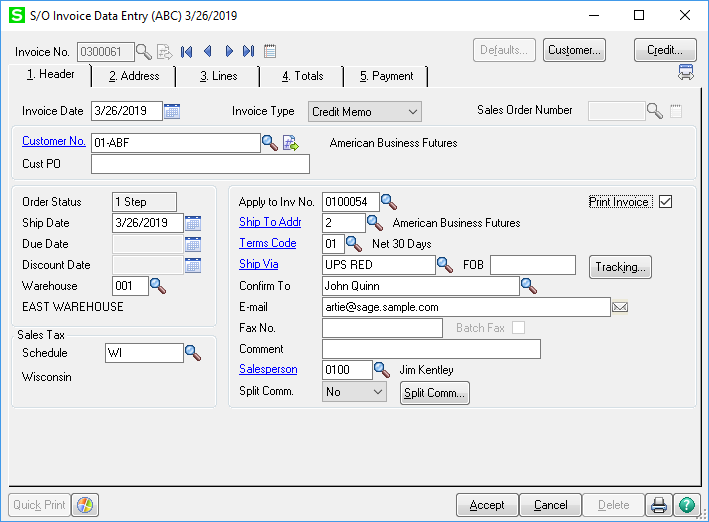 S S/O Invoice Data Entry (ABC) 3/26/2019
Invoice No. 0300061 Defaults... Customer... Credit...
1. Header 2. Address 3. Lines 4. Totals 5. Payment
Invoice Date 3/26/2019 Invoice Type Credit Memo Sales Order Number
Customer No. 01-ABF American Business Futures
Cust PO
Order Status 1 Step Apply to Inv No. 0100054 Print Invoice
Ship Date 3/26/2019 Ship To Addr 2 American Business Futures
Due Date Terms Code 01 Net 30 Days
Discount Date Ship Via UPS RED FOB Tracking...
Warehouse 001 Confirm To John Quinn
EAST WAREHOUSE E-mail artie@sage.sample.com
Fax No. Batch Fax
Sales Tax
Schedule WI Comment
Wisconsin Salesperson 0100 Jim Kentley
Split Comm. No Split Comm...
Quick Print Accept Cancel Delete ?